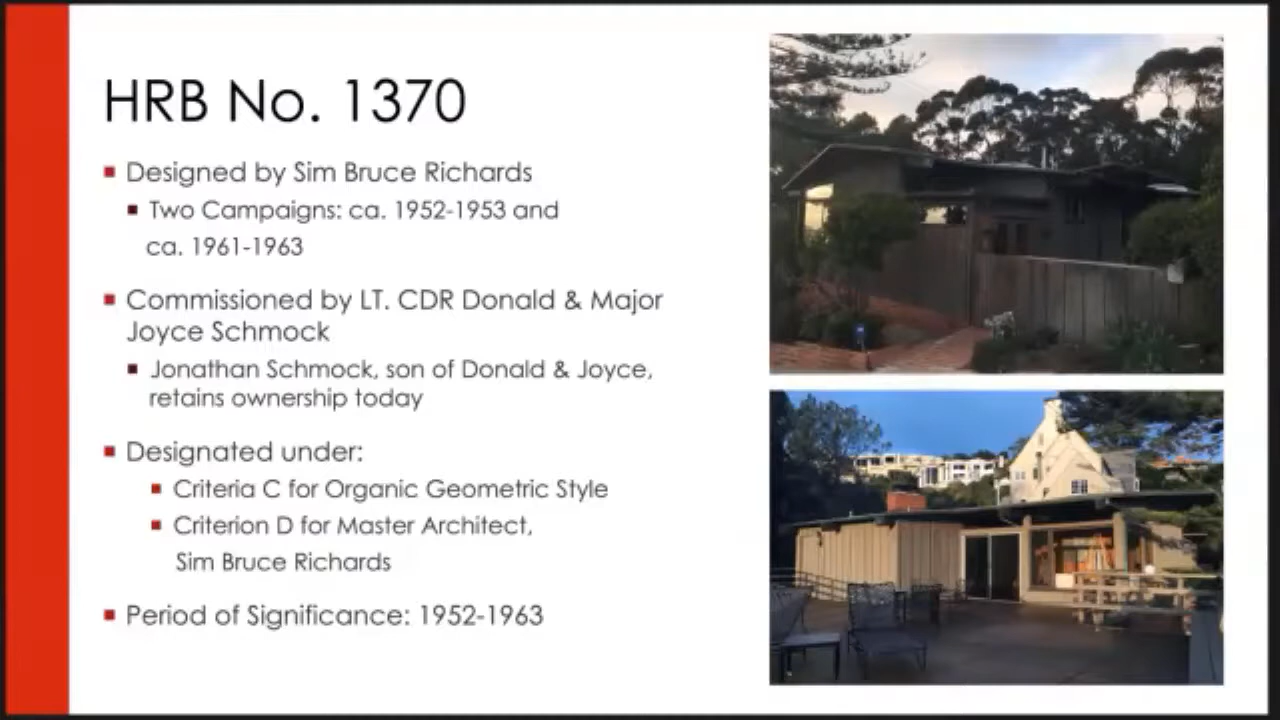 HRB No. 1370
Designed by Sim Bruce Richards
Two Campaigns: ca. 1952-1953 and
ca. 1961-1963
Commissioned by LT. CDR Donald & Major
Joyce Schmock
Jonathan Schmock, son of Donald & Joyce,
retains ownership today
Designated under:
Criteria C for Organic Geometric Style
Criterion D for Master Architect,
Sim Bruce Richards
Period of Significance: 1952-1963